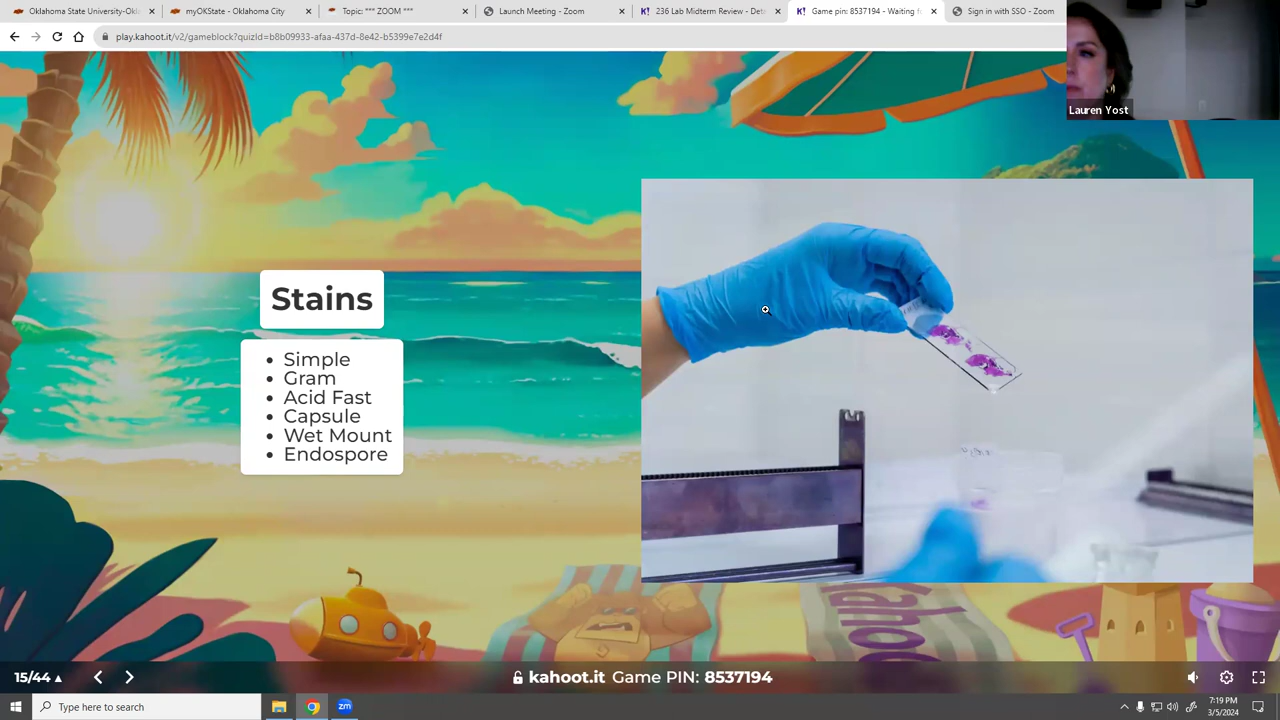 Oklahoma State University-Okl
myOKState - Oklahoma City
Topic: *** ZOOM ***
Launch Meeting - Zoom
K! 236 Lab Midterm Review - Det
K! Game pin: 8537194 - Waiting f
Sign in with SSO - Zoom
play.kahoot.it/v2/gameblock?quizId=b8b09933-afaa-437d-8e42-b5399e7e2d4f
Lauren Yost
Stains
• Simple
• Gram
• Acid Fast
• Capsule
• Wet Mount
• Endospore
15/44
kahoot.it Game PIN: 8537194
Type here to search
zm
7:19 PM
3/5/2024